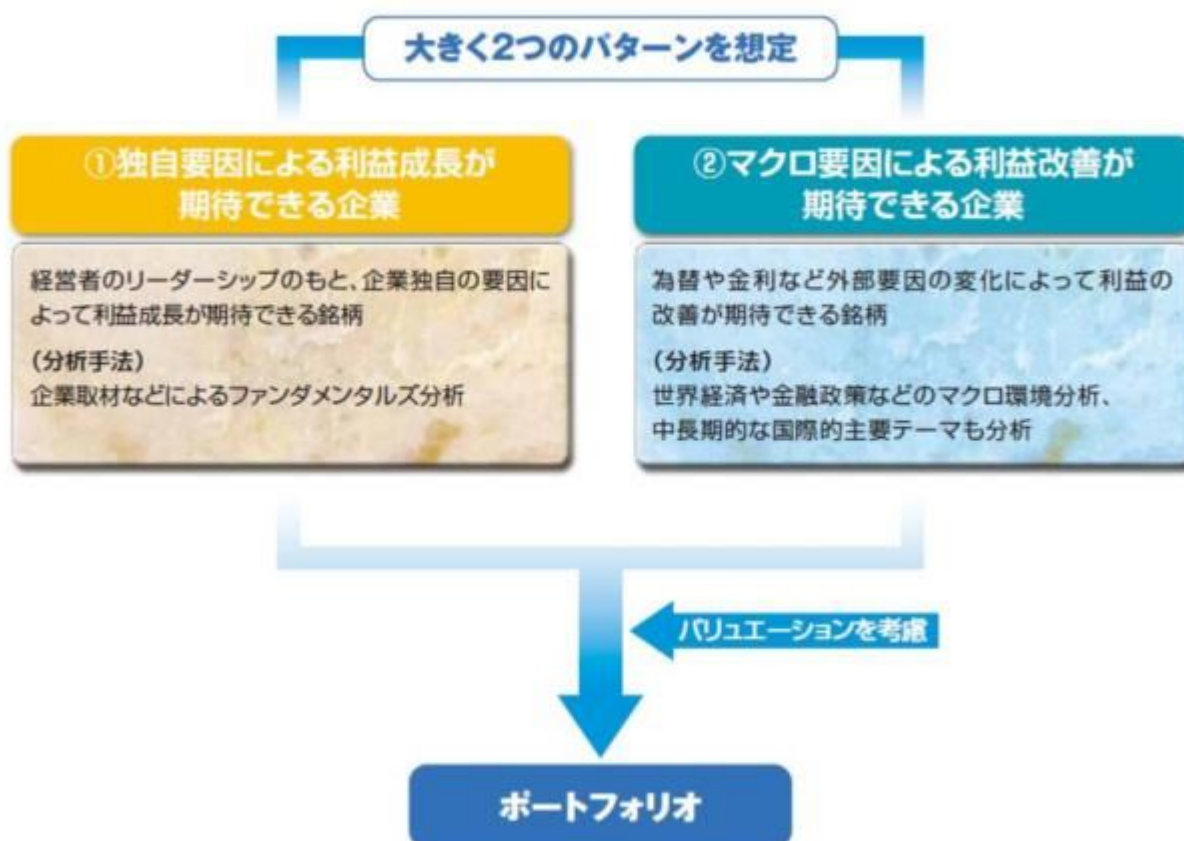 大きく2つのパターンを想定
①独自要因による利益成長が
期待できる企業
経営者のリーダーシップのもと、企業独自の要因に
よって利益成長が期待できる銘柄
(分析手法)
企業取材などによるファンダメンタルズ分析
②マクロ要因による利益改善が
期待できる企業
為替や金利など外部要因の変化によって利益の
改善が期待できる銘柄
(分析手法)
世界経済や金融政策などのマクロ環境分析、
中長期的な国際的主要テーマも分析
バリュエーションを考慮
ポートフォリオ